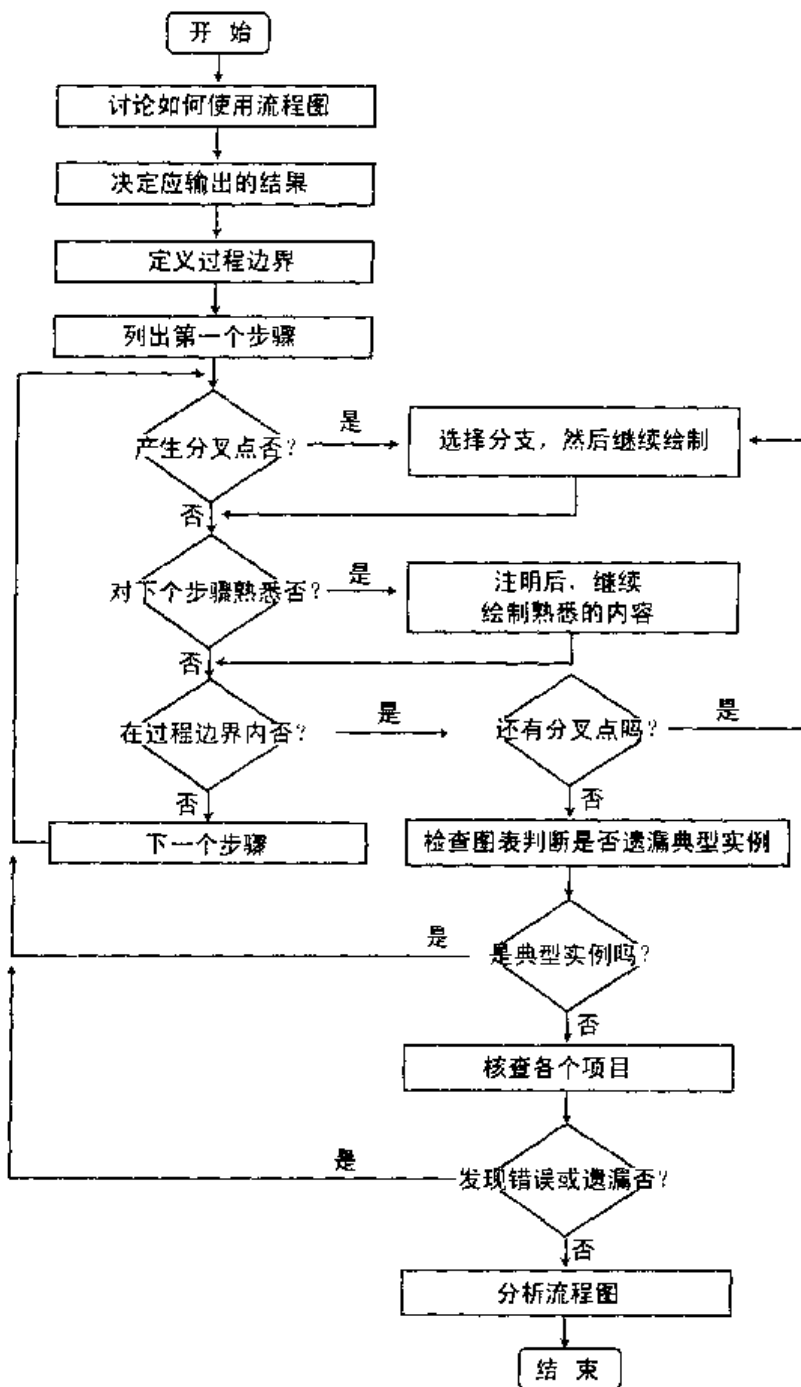 开 始
讨论如何使用流程图
决定应输出的结果
定义过程边界
列出第一个步骤
产生分叉点否？
是
选择分支，然后继续绘制
否
对下个步骤熟悉否？
是
注明后、继续
绘制熟悉的内容
否
在过程边界内否？
是
还有分叉点吗？
是
否
下一个步骤
否
检查图表判断是否遗漏典型实例
是
是典型实例吗？
否
核查各个项目
是
发现错误或遗漏否？
否
分析流程图
结 束